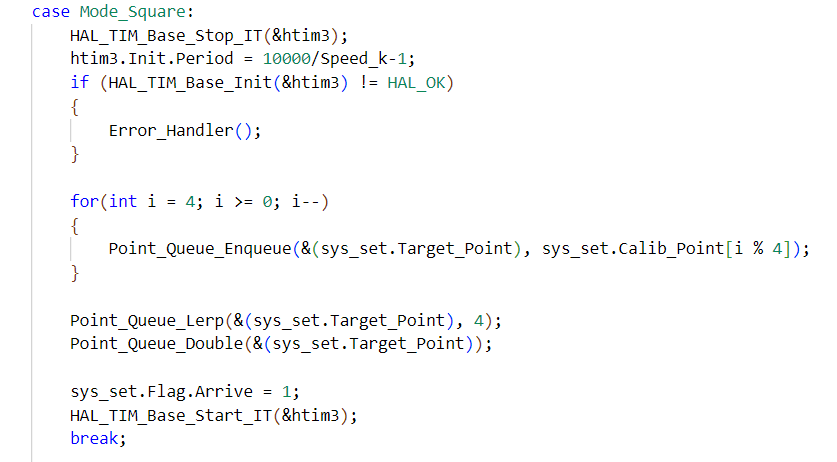 case Mode_Square:
HAL_TIM_Base_Stop_IT(&htim3);
htim3.Init.Period = 10000/Speed_k-1;
if (HAL_TIM_Base_Init(&htim3) != HAL_OK)
{
Error_Handler();
}
for(int i = 4; i >= 0; i--)
{
Point_Queue_Enqueue(&(sys_set.Target_Point), sys_set.Calib_Point[i % 4]);
}
Point_Queue_Lerp(&(sys_set.Target_Point), 4);
Point_Queue_Double(&(sys_set.Target_Point));
sys_set.Flag.Arrive = 1;
HAL_TIM_Base_Start_IT(&htim3);
break;